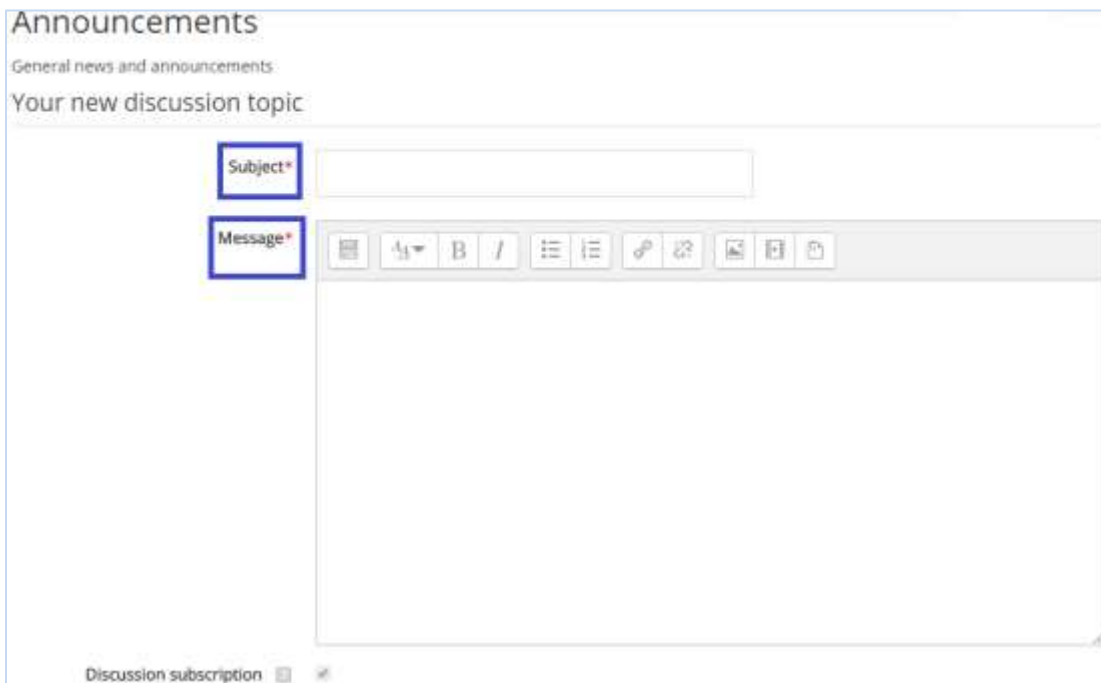 Announcements
General news and announcements
Your new discussion topic
Subject*
Message*
B I
Discussion subscription